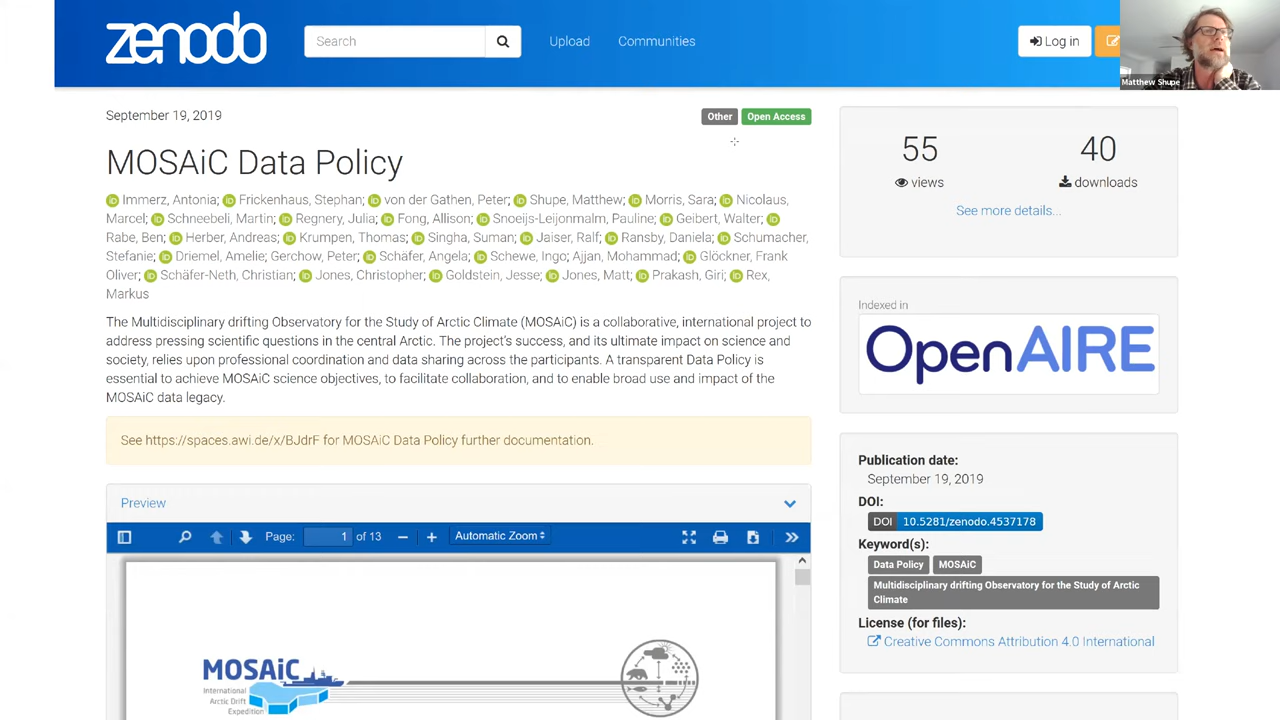 zenodo
Search
Upload
Communities
Log in
Matthew Shupe
September 19, 2019
Other
Open Access
MOSAiC Data Policy
Immerz, Antonia; Frickenhaus, Stephan; von der Gathen, Peter; Shupe, Matthew; Morris, Sara; Nicolaus,
Marcel; Schneebeli, Martin; Regnery, Julia; Fong, Allison; Snoeijs-Leijonmalm, Pauline; Geibert, Walter;
Rabe, Ben; Herber, Andreas; Krumpen, Thomas; Singha, Suman; Jaiser, Ralf; Ransby, Daniela; Schumacher,
Stefanie; Driemel, Amelie; Gerchow, Peter; Schäfer, Angela; Schewe, Ingo; Ajjan, Mohammad; Glöckner, Frank
Oliver; Schäfer-Neth, Christian; Jones, Christopher; Goldstein, Jesse; Jones, Matt; Prakash, Giri; Rex,
Markus
The Multidisciplinary drifting Observatory for the Study of Arctic Climate (MOSAiC) is a collaborative, international project to
address pressing scientific questions in the central Arctic. The project's success, and its ultimate impact on science and
society, relies upon professional coordination and data sharing across the participants. A transparent Data Policy is
essential to achieve MOSAiC science objectives, to facilitate collaboration, and to enable broad use and impact of the
MOSAiC data legacy.
See https://spaces.awi.de/x/BJdrF for MOSAiC Data Policy further documentation.
Preview
Page: 1 of 13
Automatic Zoom
MOSAiC
International
Arctic Drift
Expedition
55
views
40
downloads
See more details...
Indexed in
OpenAIRE
Publication date:
September 19, 2019
DOI:
DOI 10.5281/zenodo.4537178
Keyword(s):
Data Policy
MOSAiC
Multidisciplinary drifting Observatory for the Study of Arctic
Climate
License (for files):
Creative Commons Attribution 4.0 International